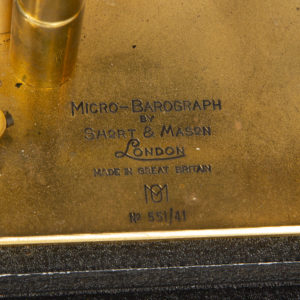 MICRO-BAROGRAPH
BY
SHORT & MASON
LONDON
MADE IN GREAT BRITAIN
No 551/41